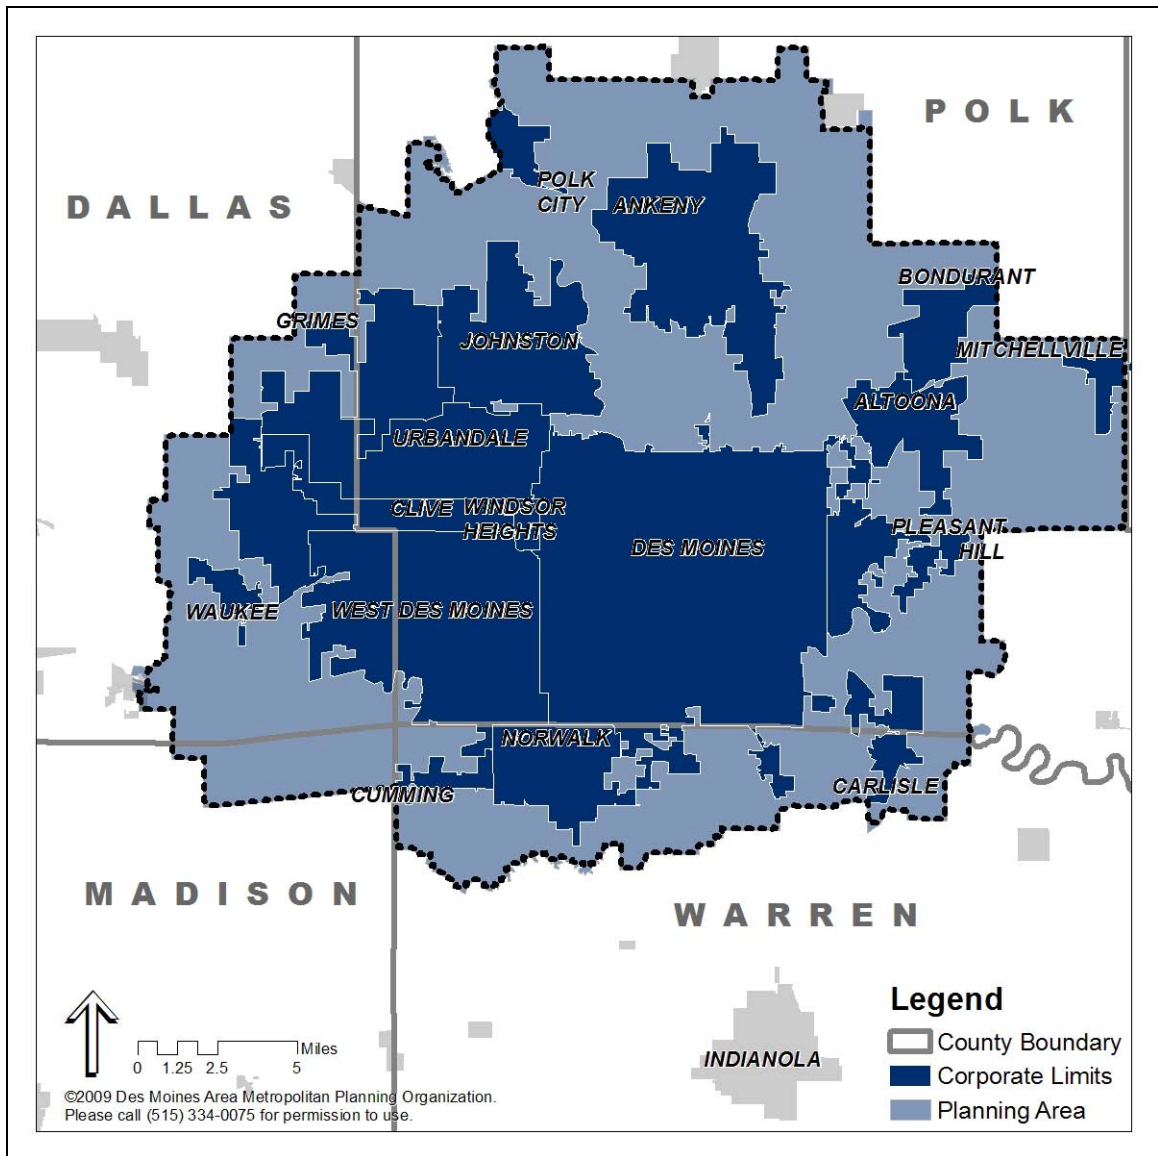 POLK
DALLAS
POLK
CITY
ANKENY
BONDURANT
GRIMES
JOHNSTON
MITCHELLVILLE
ALTOONA
URBANDALE
CLIVE
WINDSOR
HEIGHTS
PLEASANT
HILL
DES MOINES
WAUKEE
WEST DES MOINES
NORWALK
CUMMING
CARLISLE
MADISON
WARREN
INDIANOLA
Legend
County Boundary
Corporate Limits
Planning Area
Miles
0 1.25 2.5 5
©2009 Des Moines Area Metropolitan Planning Organization.
Please call (515) 334-0075 for permission to use.